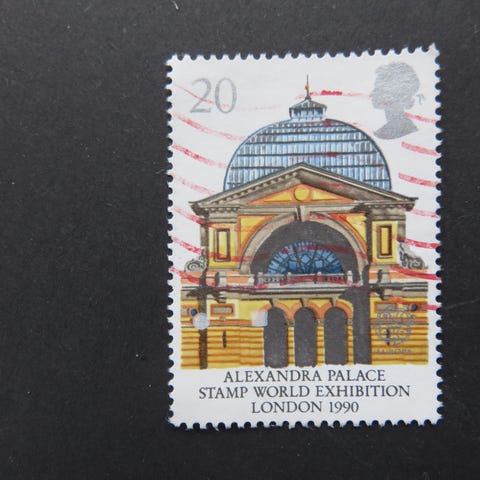 20
ALEXANDRA PALACE
STAMP WORLD EXHIBITION
LONDON 1990